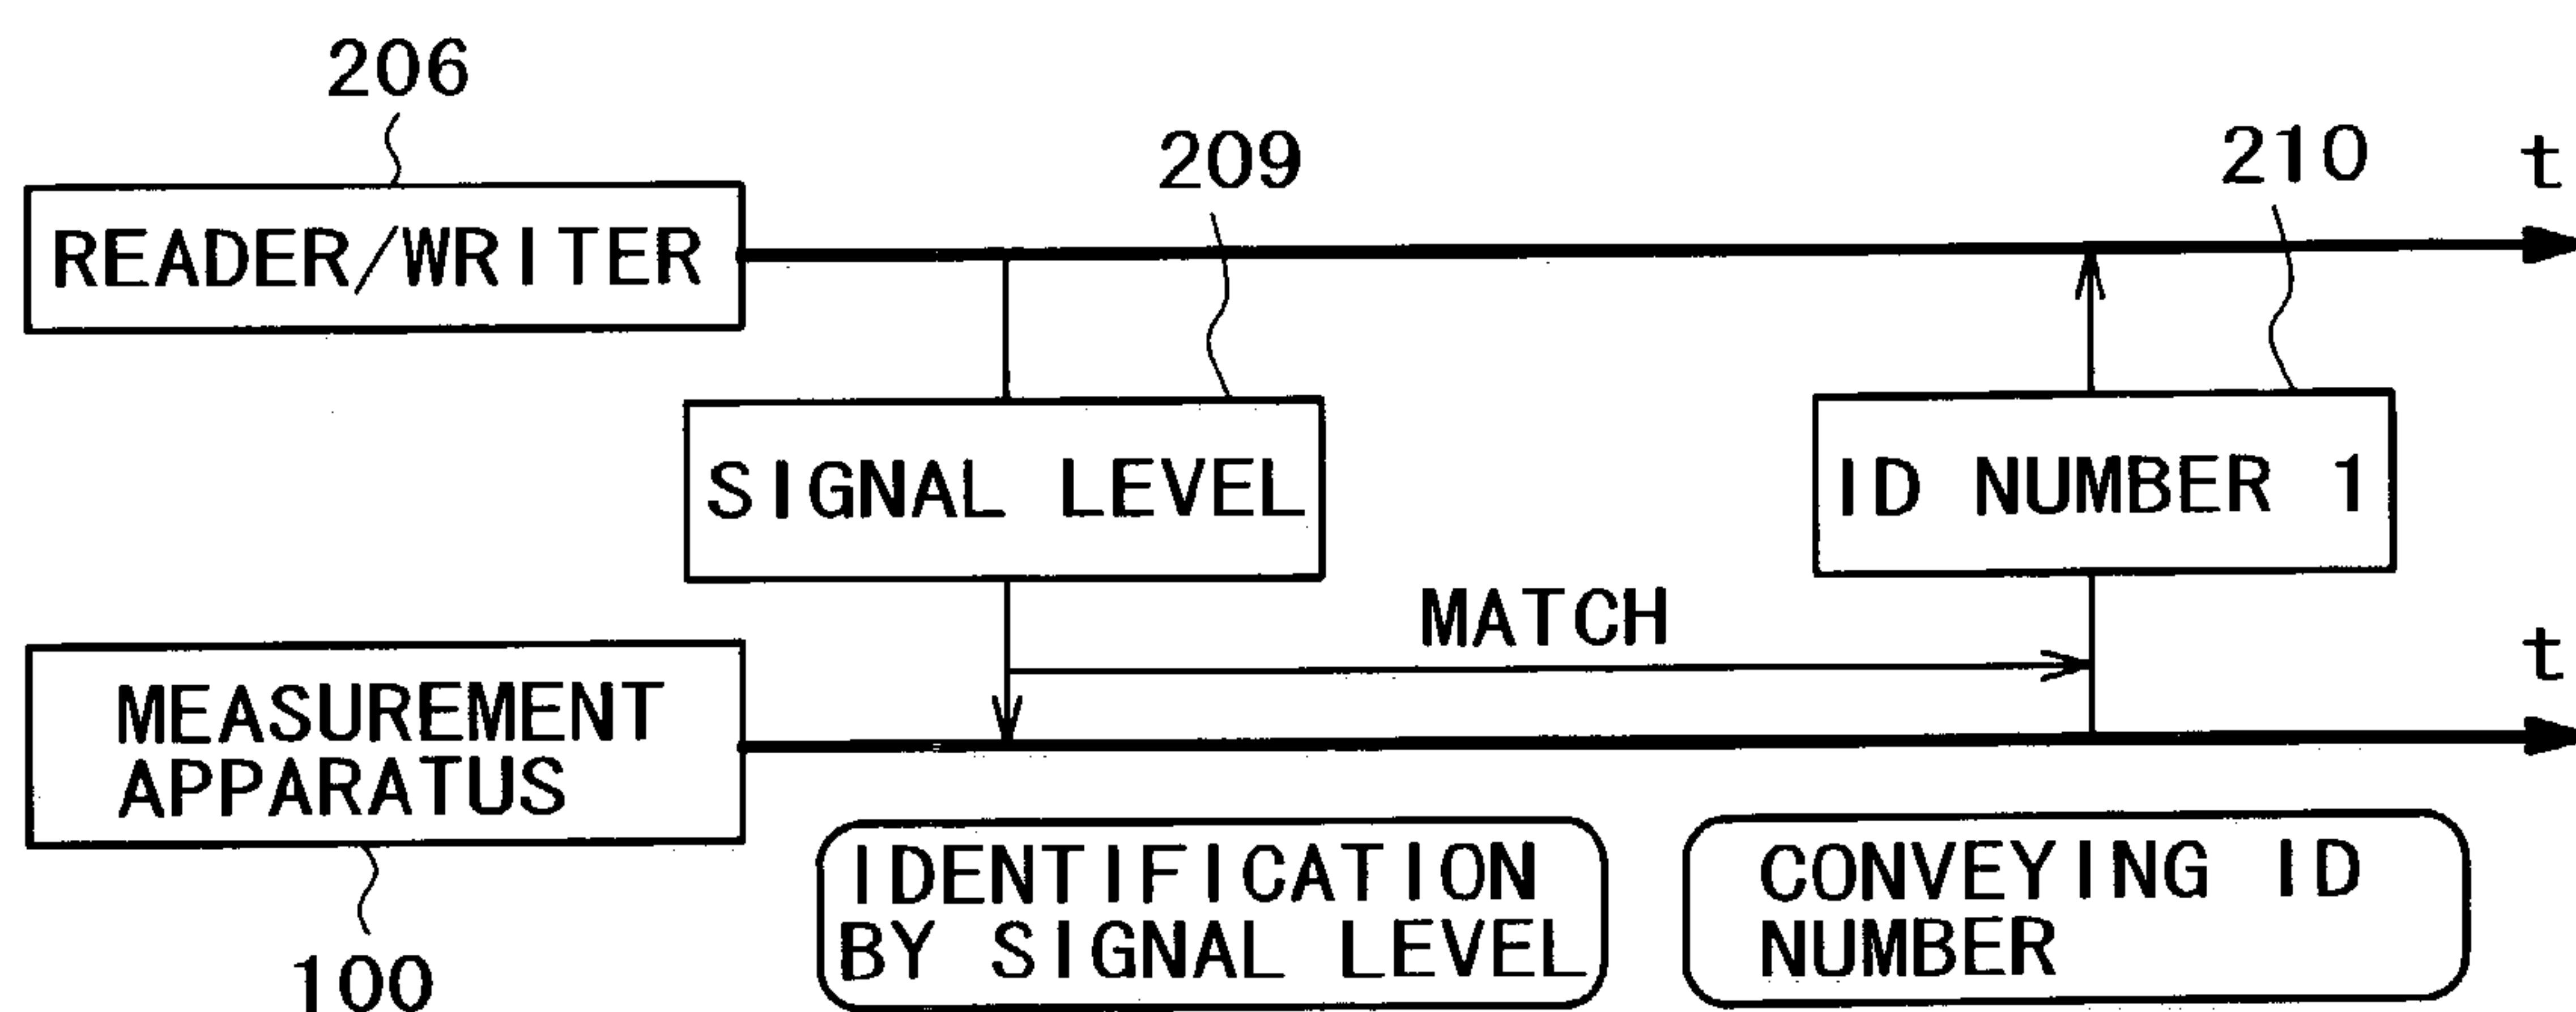 206
209
210
t
READER/WRITER
SIGNAL LEVEL
ID NUMBER 1
MATCH
t
MEASUREMENT
APPARATUS
IDENTIFICATION
BY SIGNAL LEVEL
CONVEYING ID
NUMBER
100